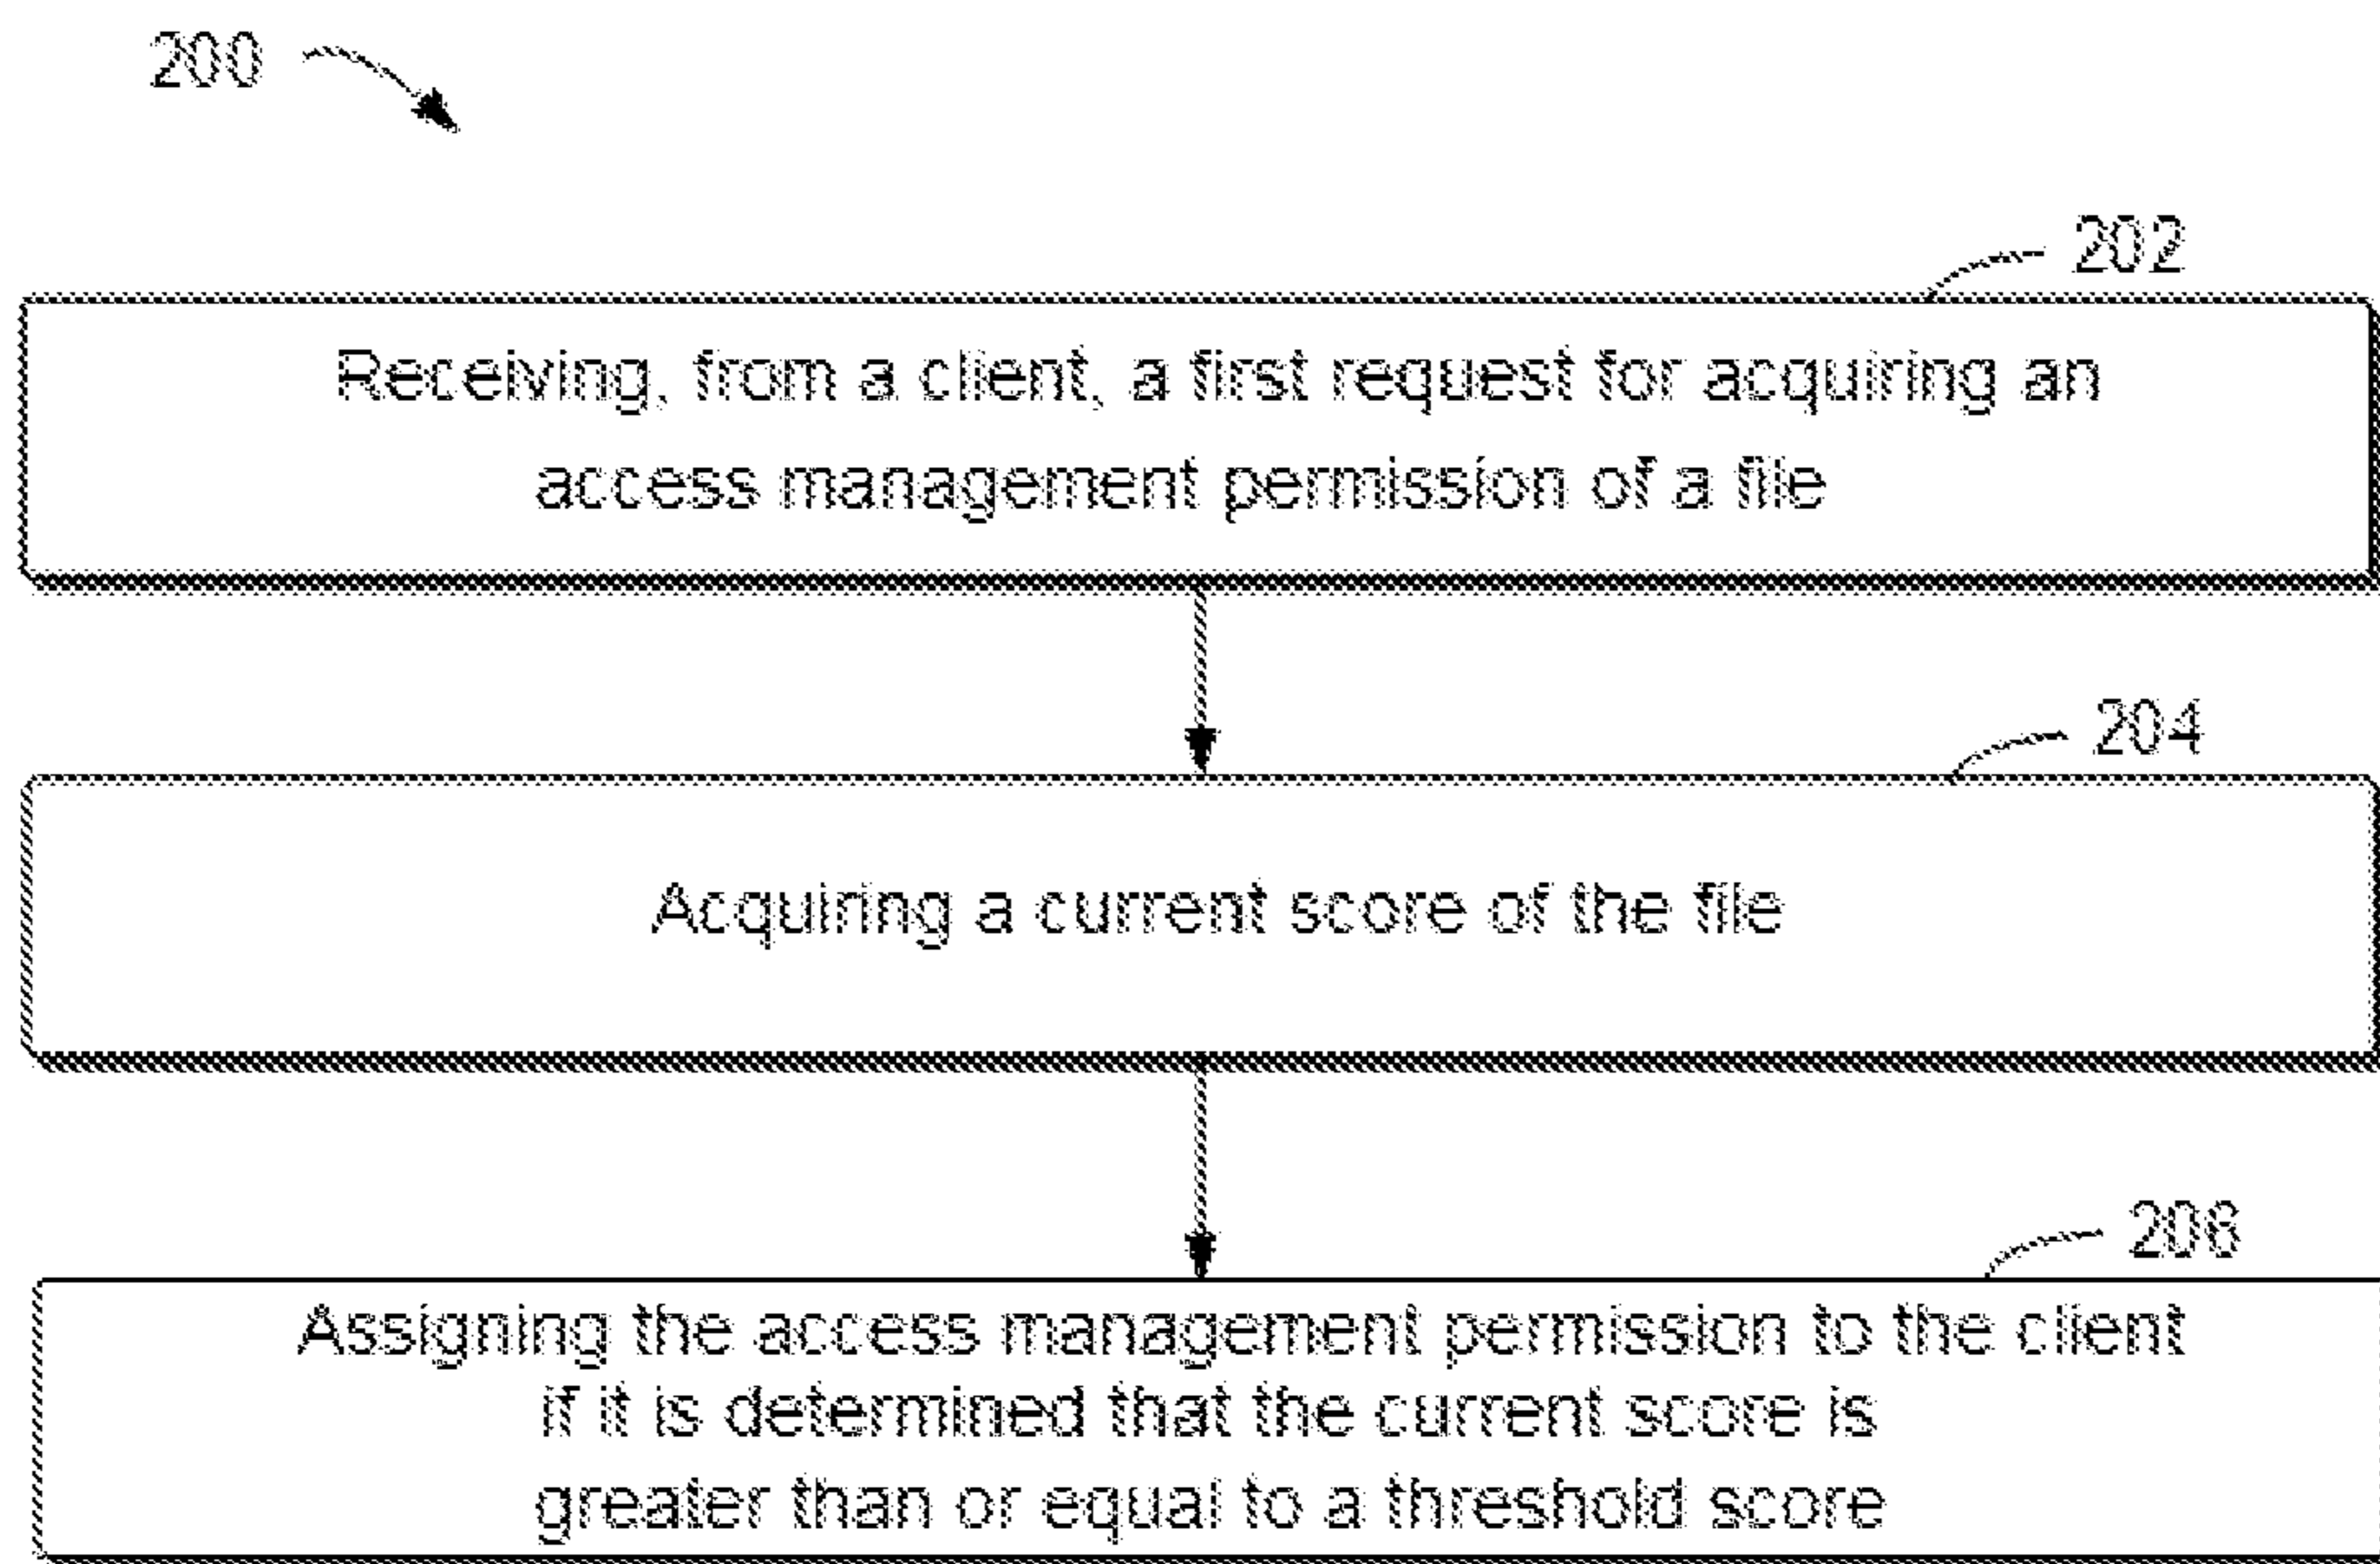 200
202
Receiving, from a client, a first request for acquiring an
access management permission of a file
204
Acquiring a current score of the file
206
Assigning the access management permission to the client
if it is determined that the current score is
greater than or equal to a threshold score